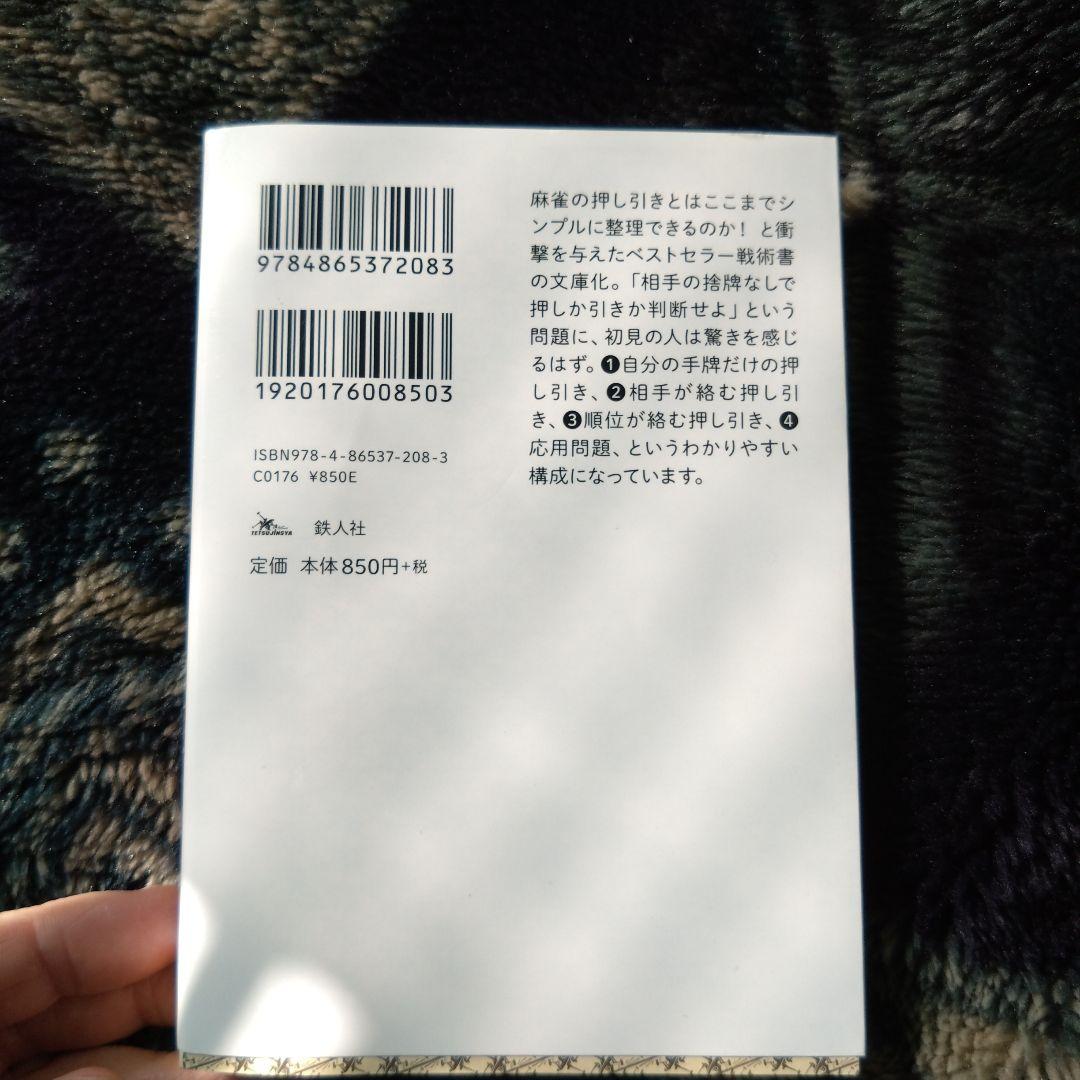 9784865372083
1920176008503
ISBN978-4-86537-208-3
C0176 ¥850E
TETSUJINSYA 鉄人社
定価 本体850円+税
麻雀の押し引きとはここまでシ
ンプルに整理できるのか! と衝
撃を与えたベストセラー戦術書
の文庫化。「相手の捨牌なしで
押しか引きか判断せよ」という
問題に、初見の人は驚きを感じ
るはず。❶自分の手牌だけの押
し引き、❷相手が絡む押し引
き、❸順位が絡む押し引き、❹
応用問題、というわかりやすい
構成になっています。